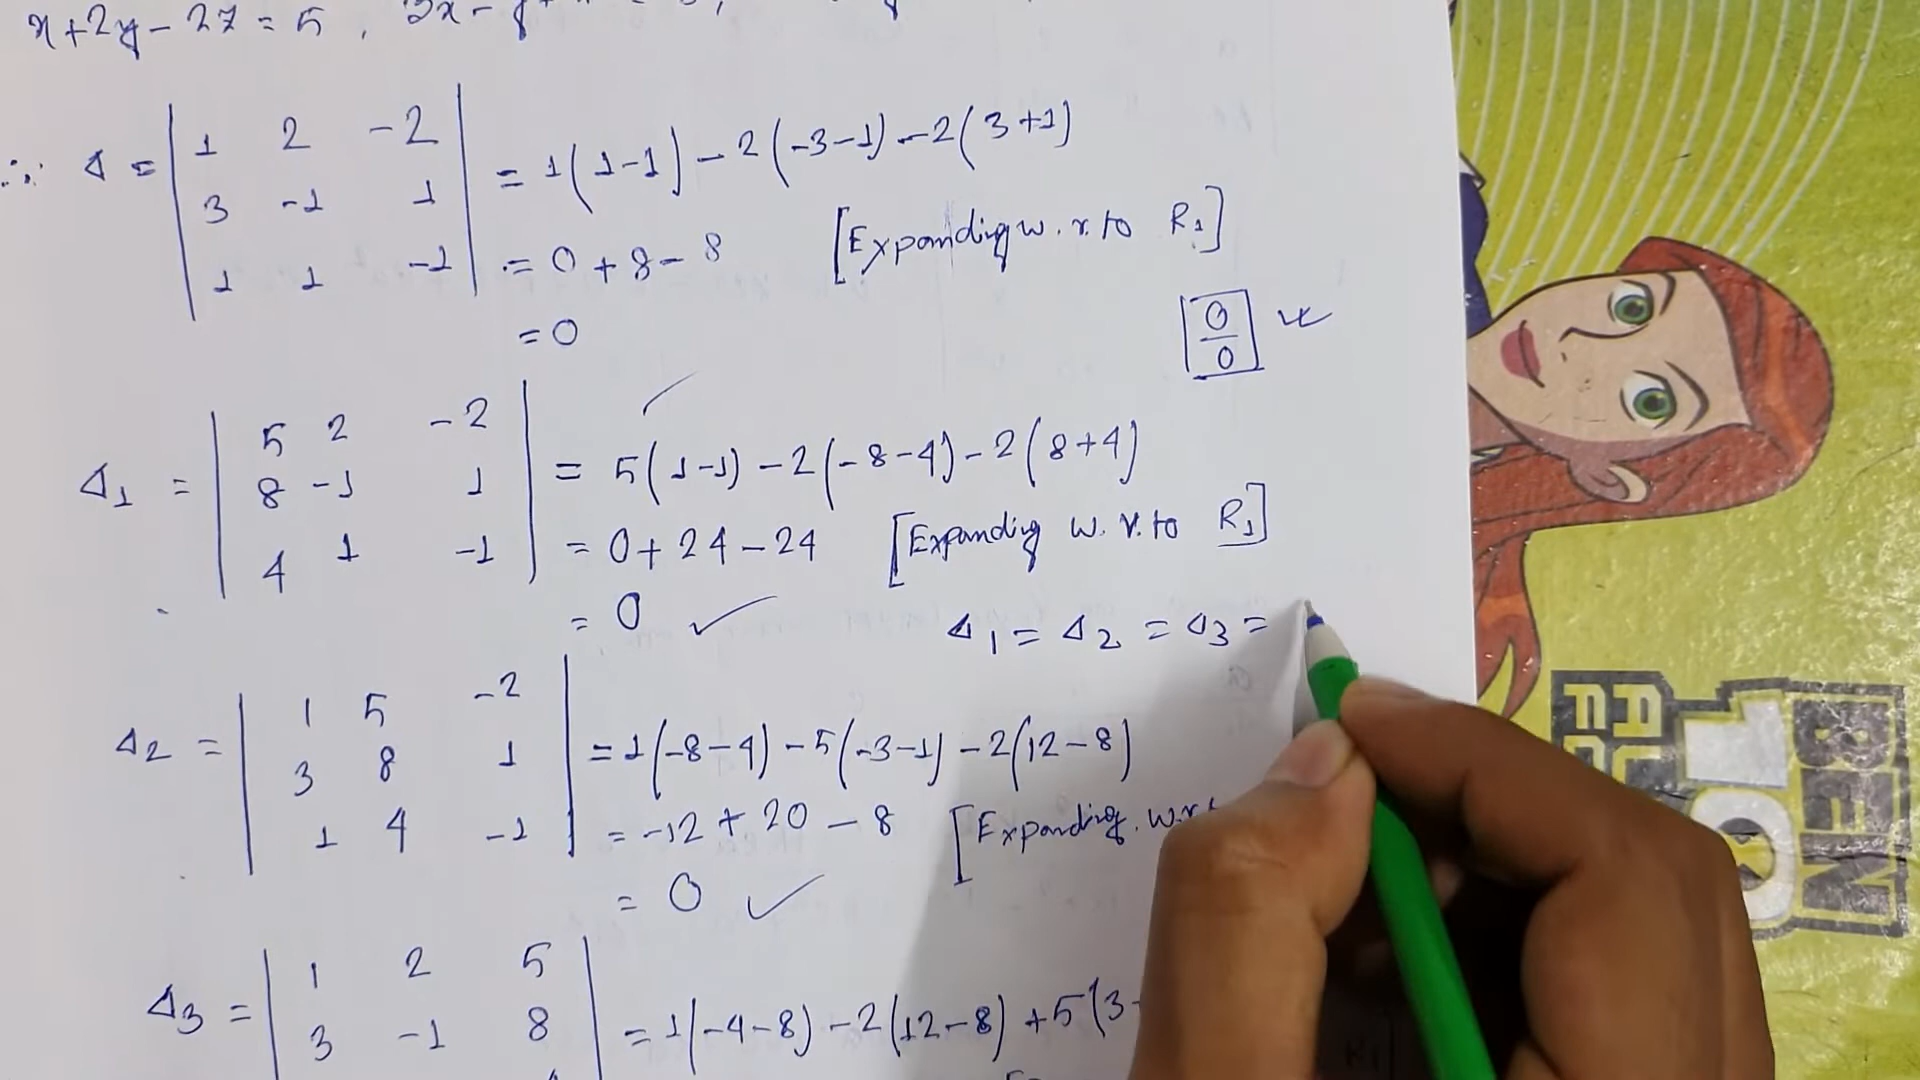 x+2y-2z=5, 3x-y
∴ Δ = | 1 2 -2 | = 1(1-1)-2(-3-1)-2(3+1)
3 -1 1
1 1 -1 = 0+8-8 [Expanding w.r.to R1]
=0
0/0
Δ1 = | 5 2 -2 | = 5(1-1)-2(-8-4)-2(8+4)
8 -1 1
4 1 -1 = 0+24-24 [Expanding w.r.to R1]
= 0 ✓
Δ1 = Δ2 = Δ3 =
Δ2 = | 1 5 -2 | = 1(-8-4)-5(-3-1)-2(12-8)
3 8 1
1 4 -1 = -12+20-8 [Expanding w.r.t
= 0 ✓
Δ3 = | 1 2 5
3 -1 8 = 1(-4-8)-2(12-8)+5(3-
BEN
10